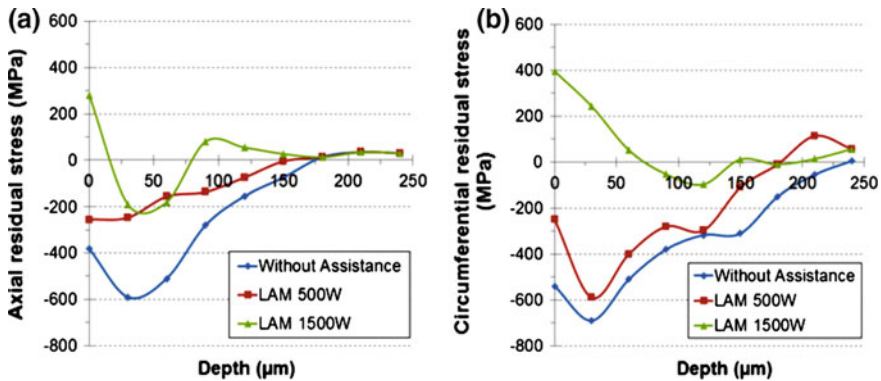 (a)
Axial residual stress (MPa)
600
400
200
0
-200
-400
-600
-800
0
50
100
150
200
250
Without Assistance
LAM 500W
LAM 1500W
Depth (µm)
(b)
Circumferential residual stress
(MPa)
600
400
200
0
-200
-400
-600
-800
0
50
100
150
200
250
Without Assistance
LAM 500W
LAM 1500W
Depth (µm)